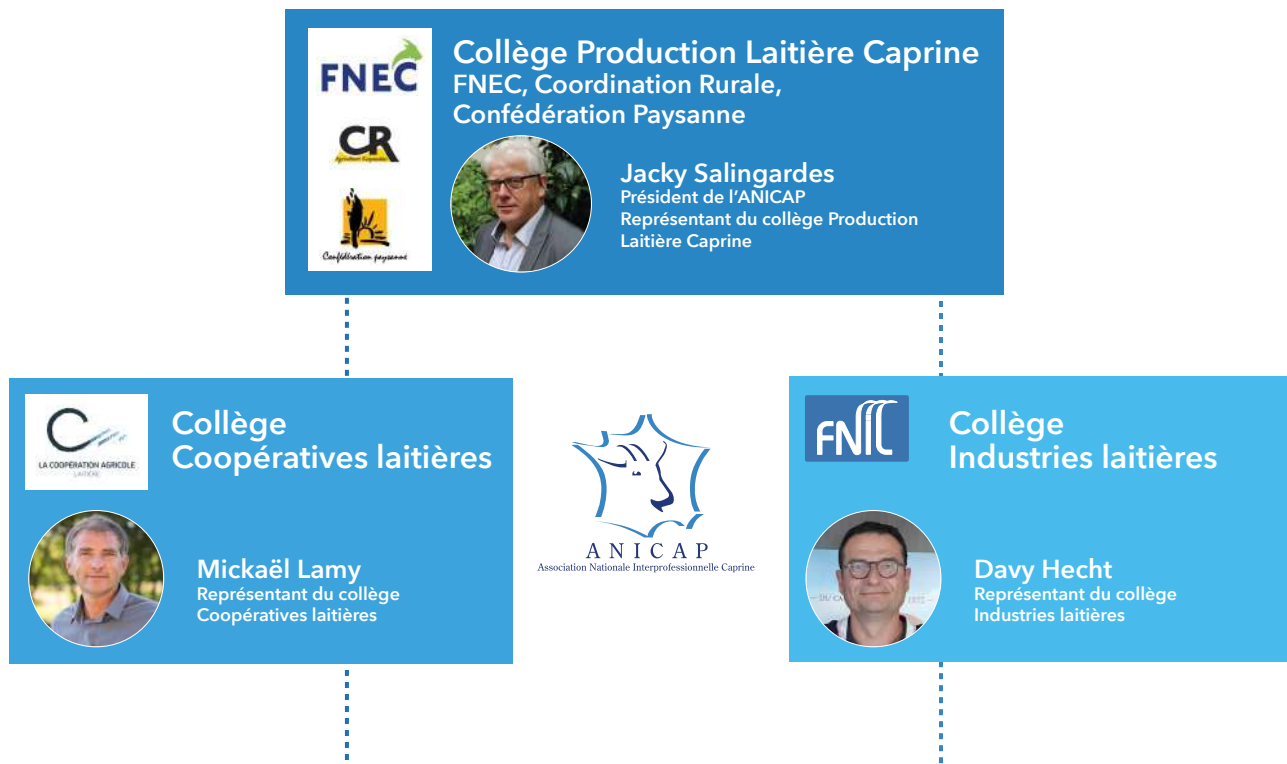 FNEC
CR
Confédération paysanne
Collège Production Laitière Caprine
FNEC, Coordination Rurale,
Confédération Paysanne
Jacky Salingardes
Président de l'ANICAP
Représentant du collège Production
Laitière Caprine
LA COOPÉRATION AGRICOLE
LAITIÈRE
Collège
Coopératives laitières
Mickaël Lamy
Représentant du collège
Coopératives laitières
ANICAP
Association Nationale Interprofessionnelle Caprine
FNIL
Collège
Industries laitières
Davy Hecht
Représentant du collège
Industries laitières